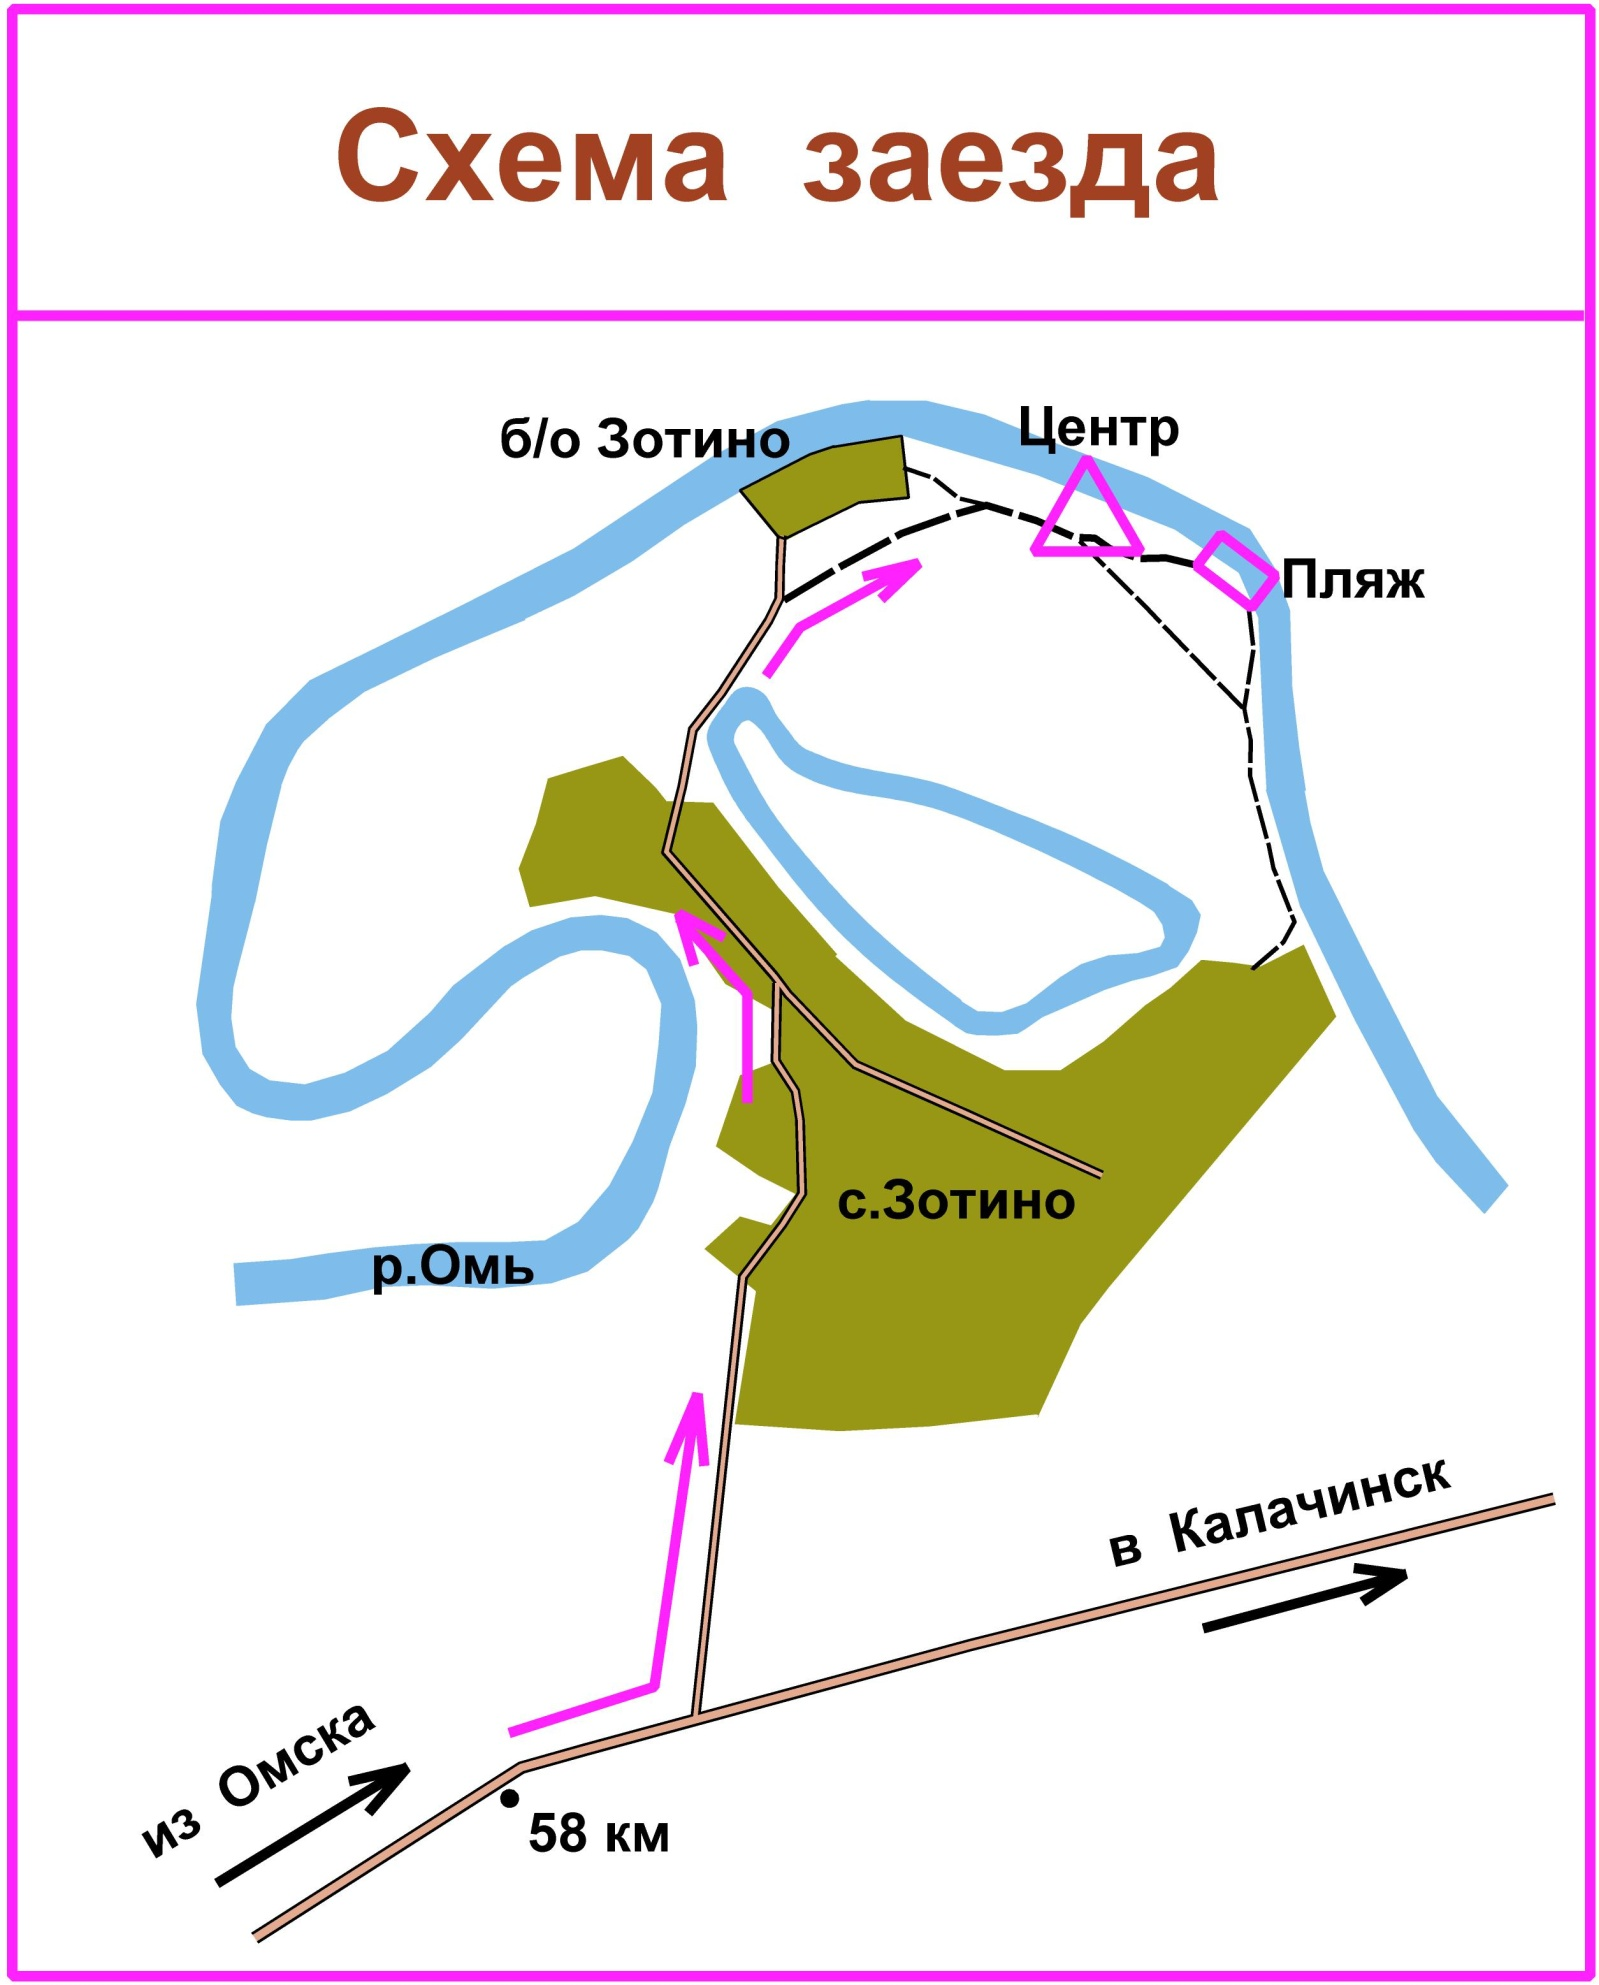 Схема заезда
б/о Зотино
Центр
Пляж
с.Зотино
р.Омь
в Калачинск
из Омска
58 км